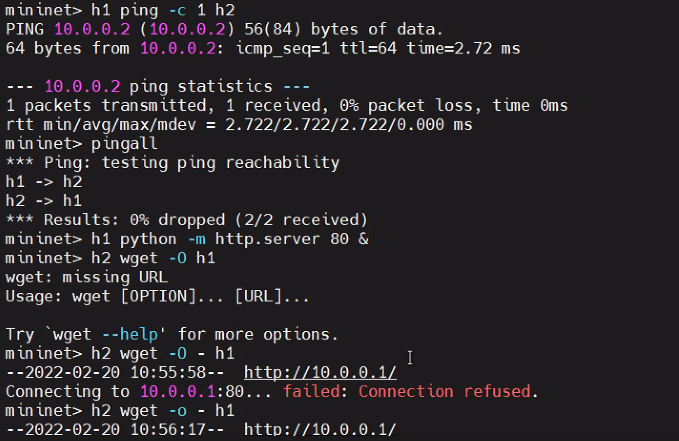 mininet> h1 ping -c 1 h2
PING 10.0.0.2 (10.0.0.2) 56(84) bytes of data.
64 bytes from 10.0.0.2: icmp_seq=1 ttl=64 time=2.72 ms
--- 10.0.0.2 ping statistics ---
1 packets transmitted, 1 received, 0% packet loss, time 0ms
rtt min/avg/max/mdev = 2.722/2.722/2.722/0.000 ms
mininet> pingall
*** Ping: testing ping reachability
h1 -> h2
h2 -> h1
*** Results: 0% dropped (2/2 received)
mininet> h1 python -m http.server 80 &
mininet> h2 wget -O h1
wget: missing URL
Usage: wget [OPTION]... [URL]...
Try `wget --help' for more options.
mininet> h2 wget -O - h1
--2022-02-20 10:55:58--  http://10.0.0.1/
Connecting to 10.0.0.1:80... failed: Connection refused.
mininet> h2 wget -o - h1
--2022-02-20 10:56:17--  http://10.0.0.1/